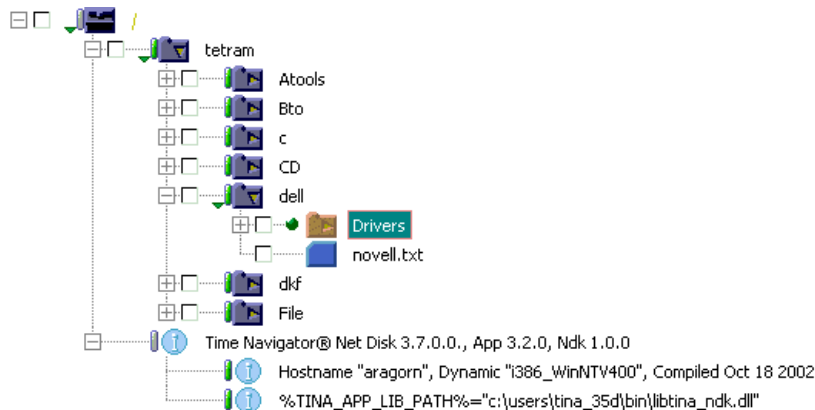 /
tetram
Atools
Bto
c
CD
dell
Drivers
novell.txt
dkf
File
Time Navigator® Net Disk 3.7.0.0., App 3.2.0, Ndk 1.0.0
Hostname "aragorn", Dynamic "i386_WinNTV400", Compiled Oct 18 2002
%TINA_APP_LIB_PATH%="c:\users\tina_35d\bin\libtina_ndk.dll"